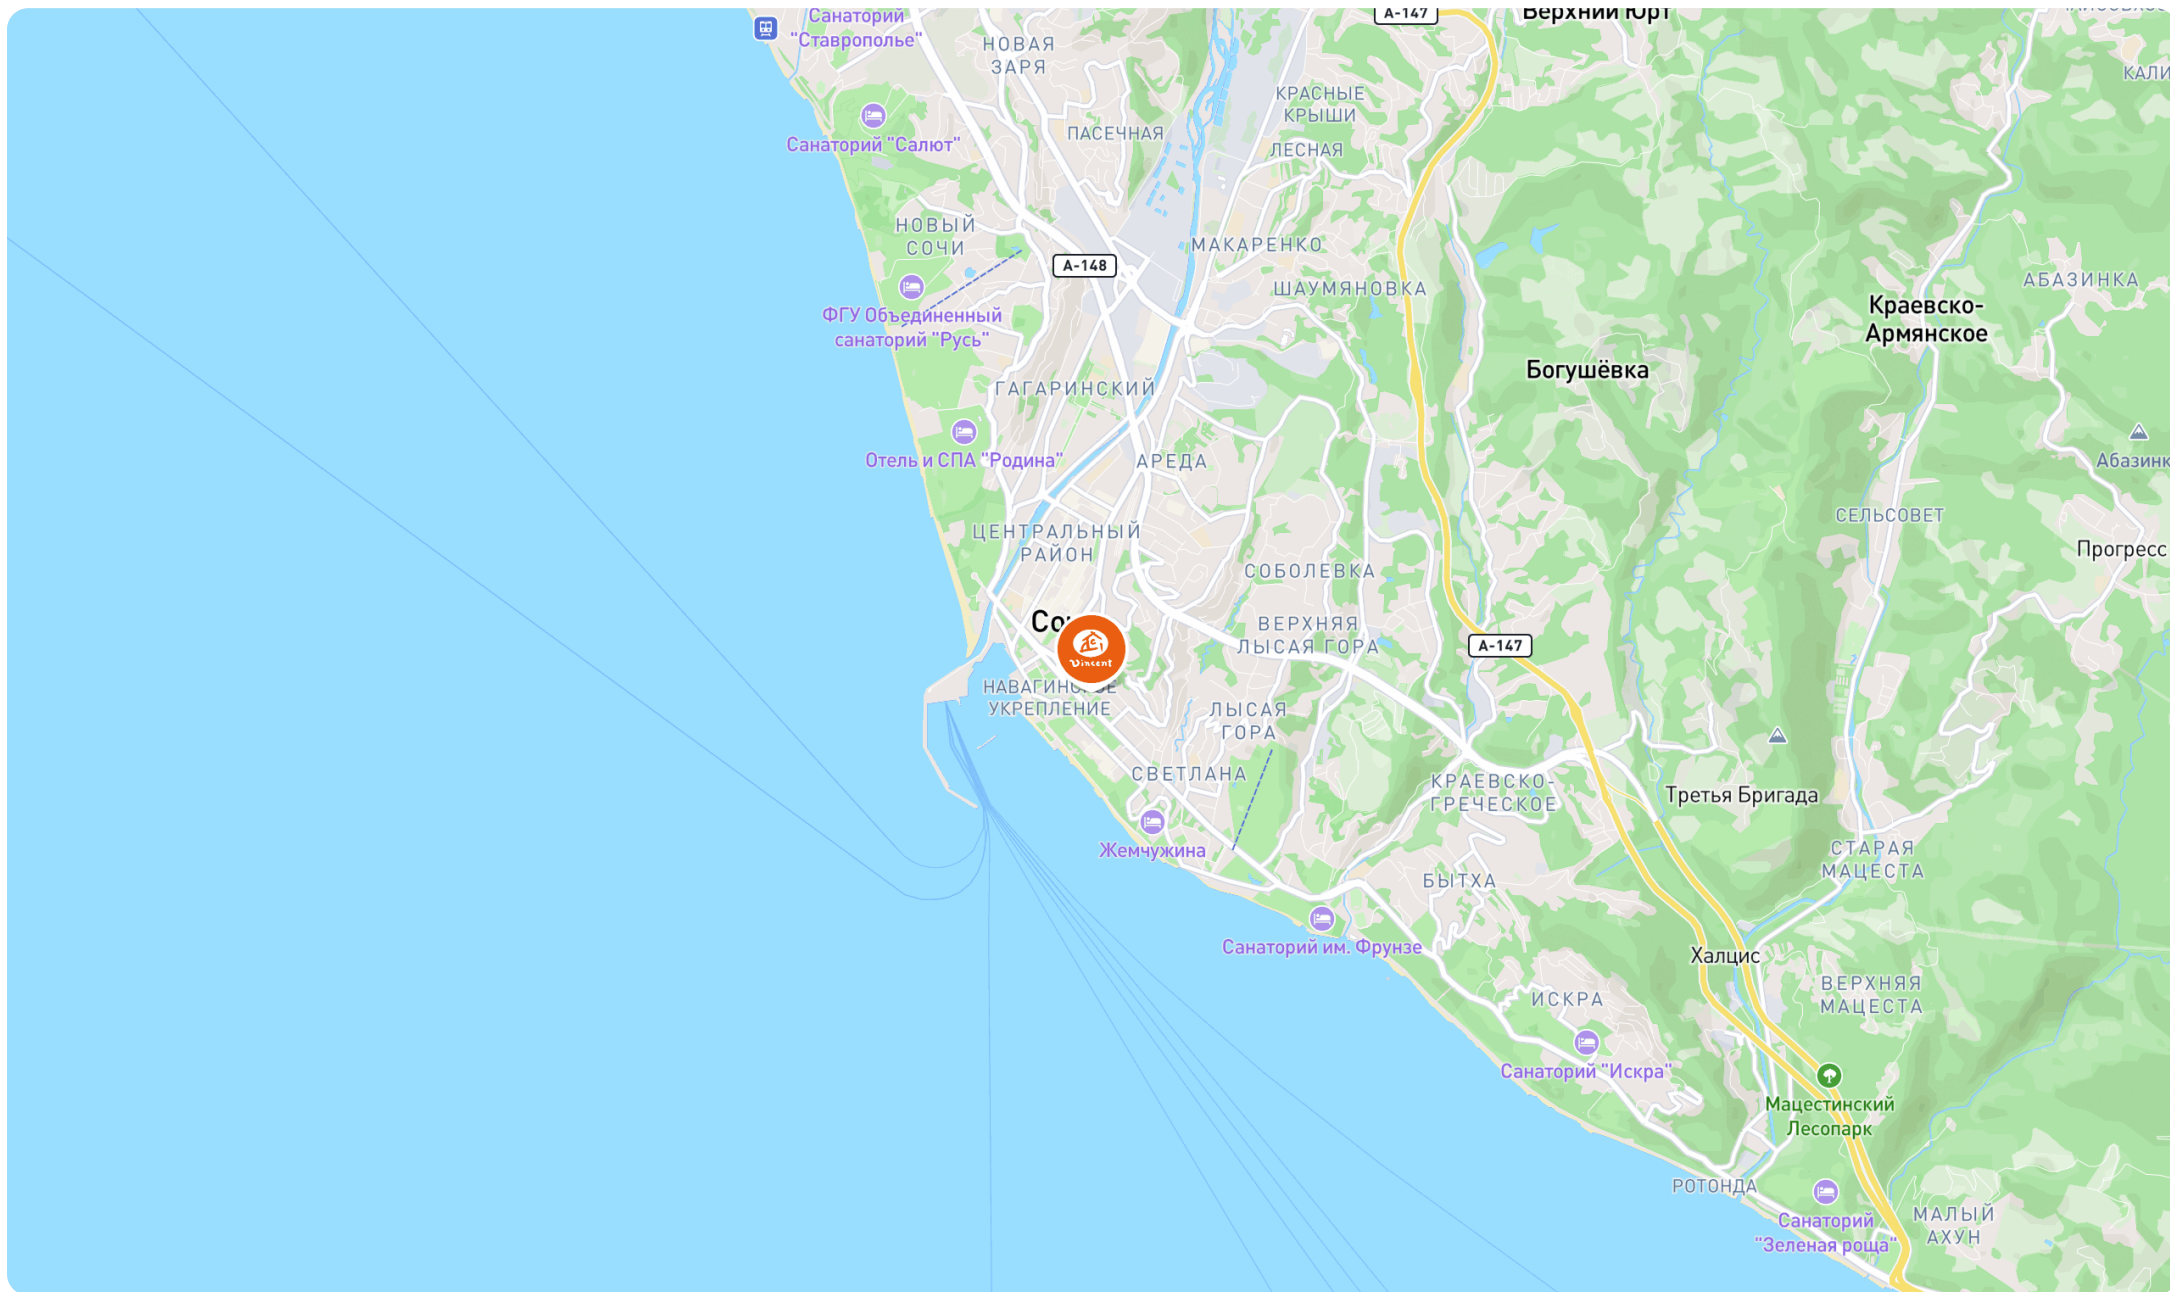 Санаторий
"Ставрополье"
НОВАЯ
ЗАРЯ
А-147
Верхний Юрт
КРАСНЫЕ
КРЫШИ
ПАСЕЧНАЯ
ЛЕСНАЯ
Санаторий "Салют"
НОВЫЙ
СОЧИ
МАКАРЕНКО
А-148
ШАУМЯНОВКА
АБАЗИНКА
Краевско-
Армянское
ФГУ Объединенный
санаторий "Русь"
Богушёвка
ГАГАРИНСКИЙ
Отель и СПА "Родина"
АРЕДА
Абазинк
СЕЛЬСОВЕТ
ЦЕНТРАЛЬНЫЙ
РАЙОН
Прогресс
СОБОЛЕВКА
Со
Vincent
ВЕРХНЯЯ
ЛЫСАЯ ГОРА
А-147
НАВАГИНСКОЕ
УКРЕПЛЕНИЕ
ЛЫСАЯ
ГОРА
СВЕТЛАНА
КРАЕВСКО-
ГРЕЧЕСКОЕ
Третья Бригада
Жемчужина
СТАРАЯ
МАЦЕСТА
БЫТХА
Санаторий им. Фрунзе
Халцис
ВЕРХНЯЯ
МАЦЕСТА
ИСКРА
Санаторий "Искра"
Мацестинский
Лесопарк
РОТОНДА
Санаторий
"Зеленая роща"
МАЛЫЙ
АХУН